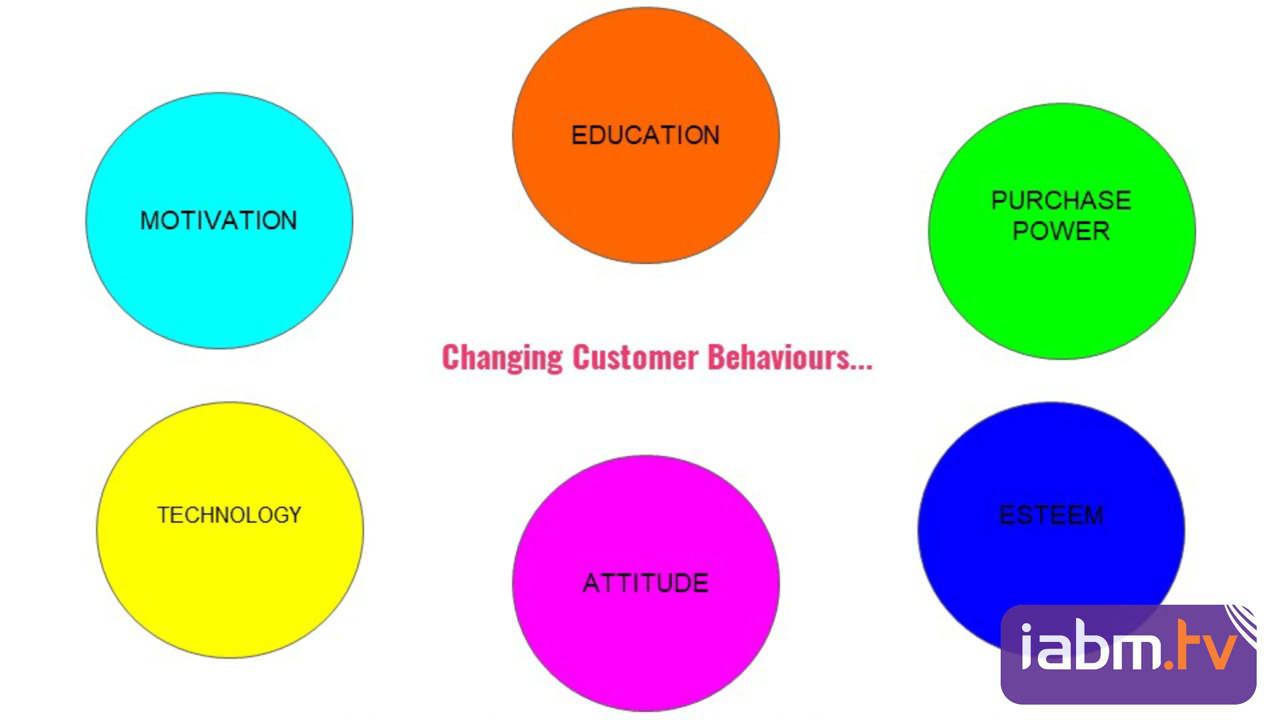 EDUCATION
MOTIVATION
PURCHASE
POWER
Changing Customer Behaviours...
TECHNOLOGY
ESTEEM
ATTITUDE
iabm.tv